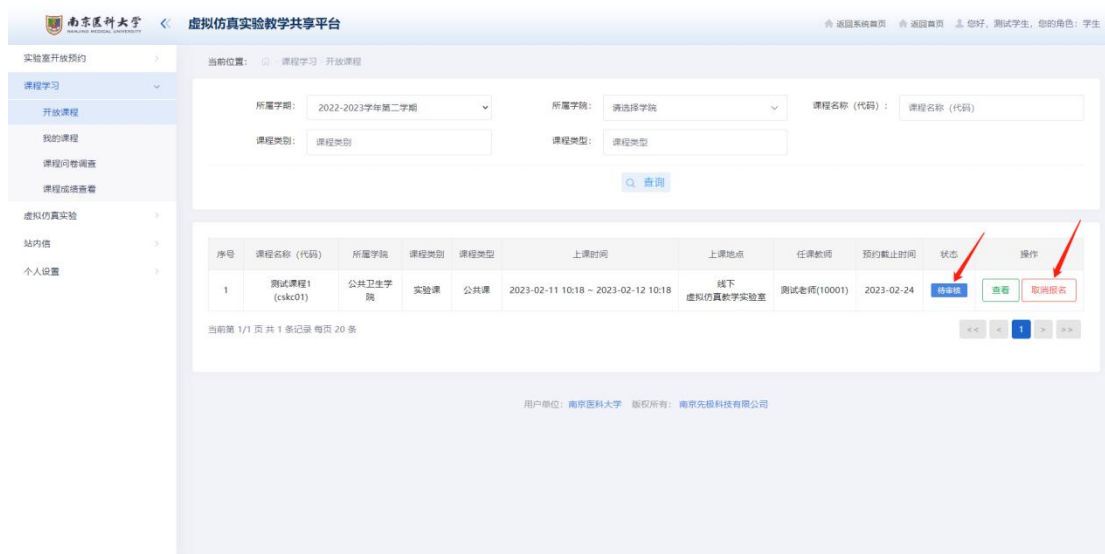 南京医科大学
NANJING MEDICAL UNIVERSITY
虚拟仿真实验教学共享平台
返回系统首页 返回首页 您好, 测试学生, 您的角色: 学生
实验室开放预约
课程学习
开放课程
我的课程
课程问卷调查
课程成绩查看
虚拟仿真实验
站内信
个人设置
当前位置: 课程学习 开放课程
所属学期: 2022-2023学年第二学期 所属学院: 请选择学院 课程名称 (代码) : 课程名称 (代码)
课程类别: 课程类别 课程类型: 课程类型
查询
序号 课程名称 (代码) 所属学院 课程类别 课程类型 上课时间 上课地点 任课教师 预约截止时间 状态 操作
1 测试课程1 (cskc01) 公共卫生学院 实验课 公共课 2023-02-11 10:18 ~ 2023-02-12 10:18 线下 虚拟仿真教学实验室 测试老师(10001) 2023-02-24 待审核 查看 取消报名
当前第 1/1 页 共 1 条记录 每页 20 条
<< < 1 > >>
用户单位: 南京医科大学 版权所有: 南京先极科技有限公司